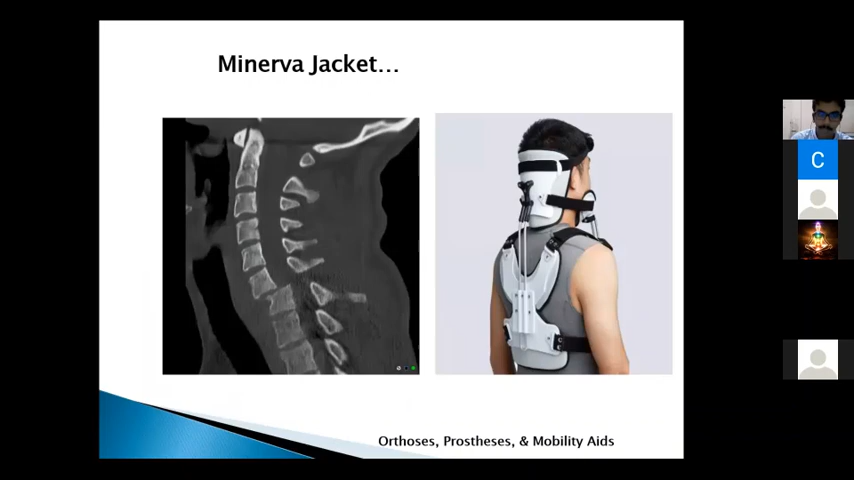 Minerva Jacket...
C
Orthoses, Prostheses, & Mobility Aids